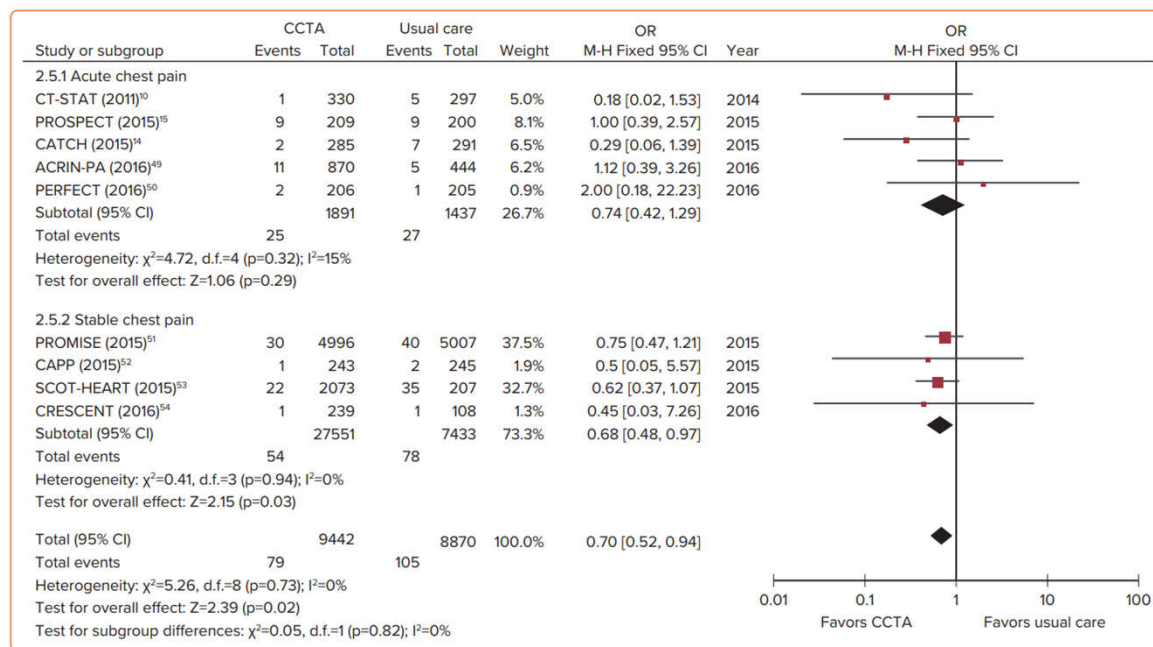 CCTA Usual care OR OR
Study or subgroup Events Total Events Total Weight M-H Fixed 95% CI Year M-H Fixed 95% CI
2.5.1 Acute chest pain
CT-STAT (2011)¹⁰ 1 330 5 297 5.0% 0.18 [0.02, 1.53] 2014
PROSPECT (2015)¹⁵ 9 209 9 200 8.1% 1.00 [0.39, 2.57] 2015
CATCH (2015)¹⁴ 2 285 7 291 6.5% 0.29 [0.06, 1.39] 2015
ACRIN-PA (2016)⁴⁹ 11 870 5 444 6.2% 1.12 [0.39, 3.26] 2016
PERFECT (2016)⁵⁰ 2 206 1 205 0.9% 2.00 [0.18, 22.23] 2016
Subtotal (95% CI) 1891 1437 26.7% 0.74 [0.42, 1.29]
Total events 25 27
Heterogeneity: χ²=4.72, d.f.=4 (p=0.32); I²=15%
Test for overall effect: Z=1.06 (p=0.29)
2.5.2 Stable chest pain
PROMISE (2015)⁵¹ 30 4996 40 5007 37.5% 0.75 [0.47, 1.21] 2015
CAPP (2015)⁵² 1 243 2 245 1.9% 0.5 [0.05, 5.57] 2015
SCOT-HEART (2015)⁵³ 22 2073 35 207 32.7% 0.62 [0.37, 1.07] 2015
CRESCENT (2016)⁵⁴ 1 239 1 108 1.3% 0.45 [0.03, 7.26] 2016
Subtotal (95% CI) 27551 7433 73.3% 0.68 [0.48, 0.97]
Total events 54 78
Heterogeneity: χ²=0.41, d.f.=3 (p=0.94); I²=0%
Test for overall effect: Z=2.15 (p=0.03)
Total (95% CI) 9442 8870 100.0% 0.70 [0.52, 0.94]
Total events 79 105
Heterogeneity: χ²=5.26, d.f.=8 (p=0.73); I²=0%
Test for overall effect: Z=2.39 (p=0.02)
Test for subgroup differences: χ²=0.05, d.f.=1 (p=0.82); I²=0%
0.01 0.1 1 10 100
Favors CCTA Favors usual care